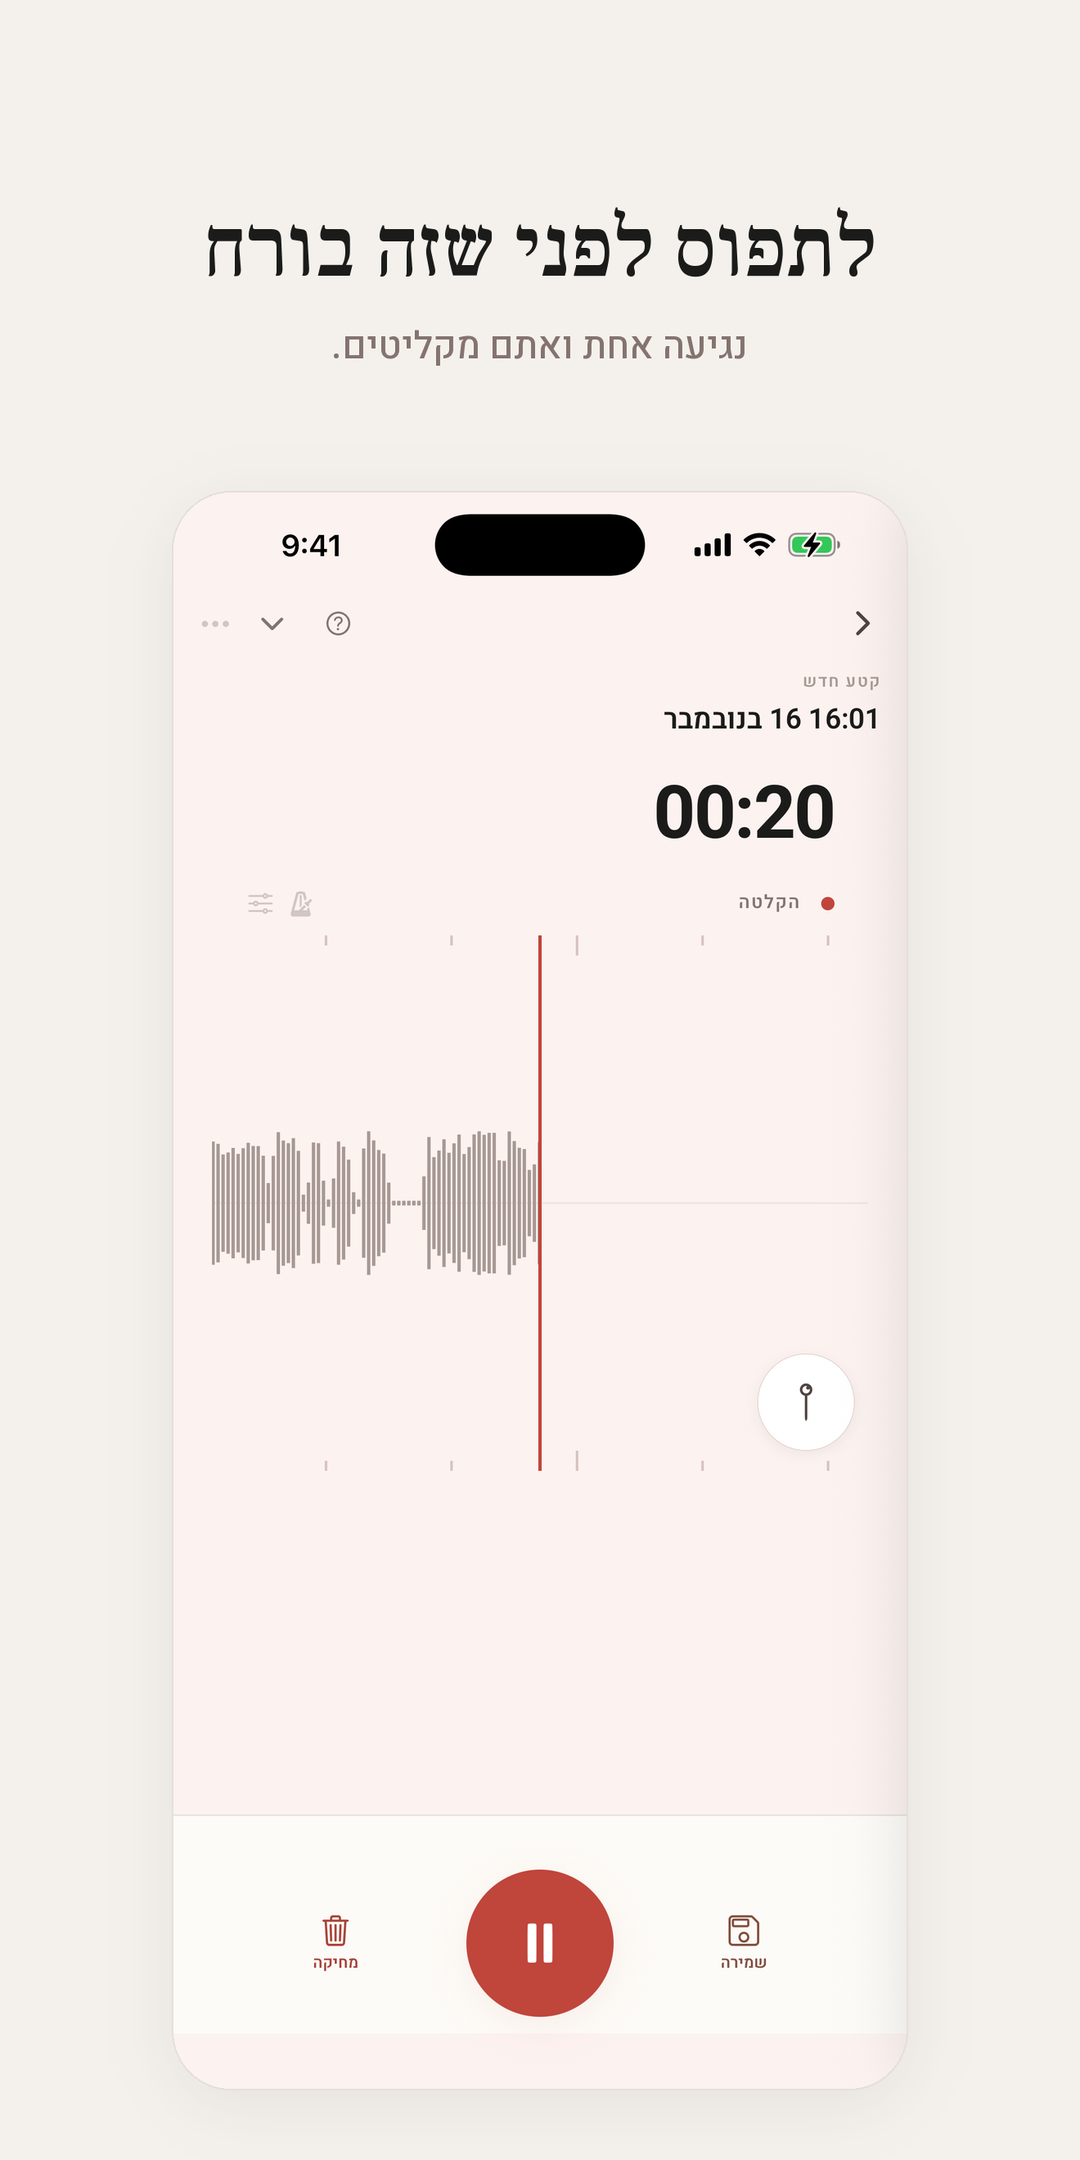 לתפוס לפני שזה בורח
נגיעה אחת ואתם מקליטים.
9:41
קטע חדש
16:01 16 בנובמבר
00:20
הקלטה
שמירה
מחיקה